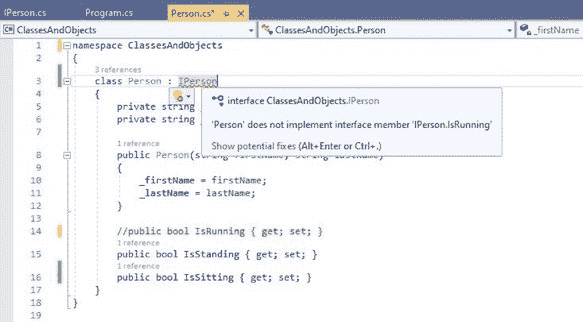 IPerson.cs Program.cs Person.cs*
ClassesAndObjects ClassesAndObjects.Person _firstName
1 namespace ClassesAndObjects
2 {
3 references
3 class Person : IPerson
4 {
interface ClassesAndObjects.IPerson
5 private string
6 private string
'Person' does not implement interface member 'IPerson.IsRunning'
7
1 reference
Show potential fixes (Alt+Enter or Ctrl+.)
8 public Person(string firstName, string lastName)
9 {
10 _firstName = firstName;
11 _lastName = lastName;
12 }
13
14 //public bool IsRunning { get; set; }
1 reference
15 public bool IsStanding { get; set; }
1 reference
16 public bool IsSitting { get; set; }
17 }
18 }
19